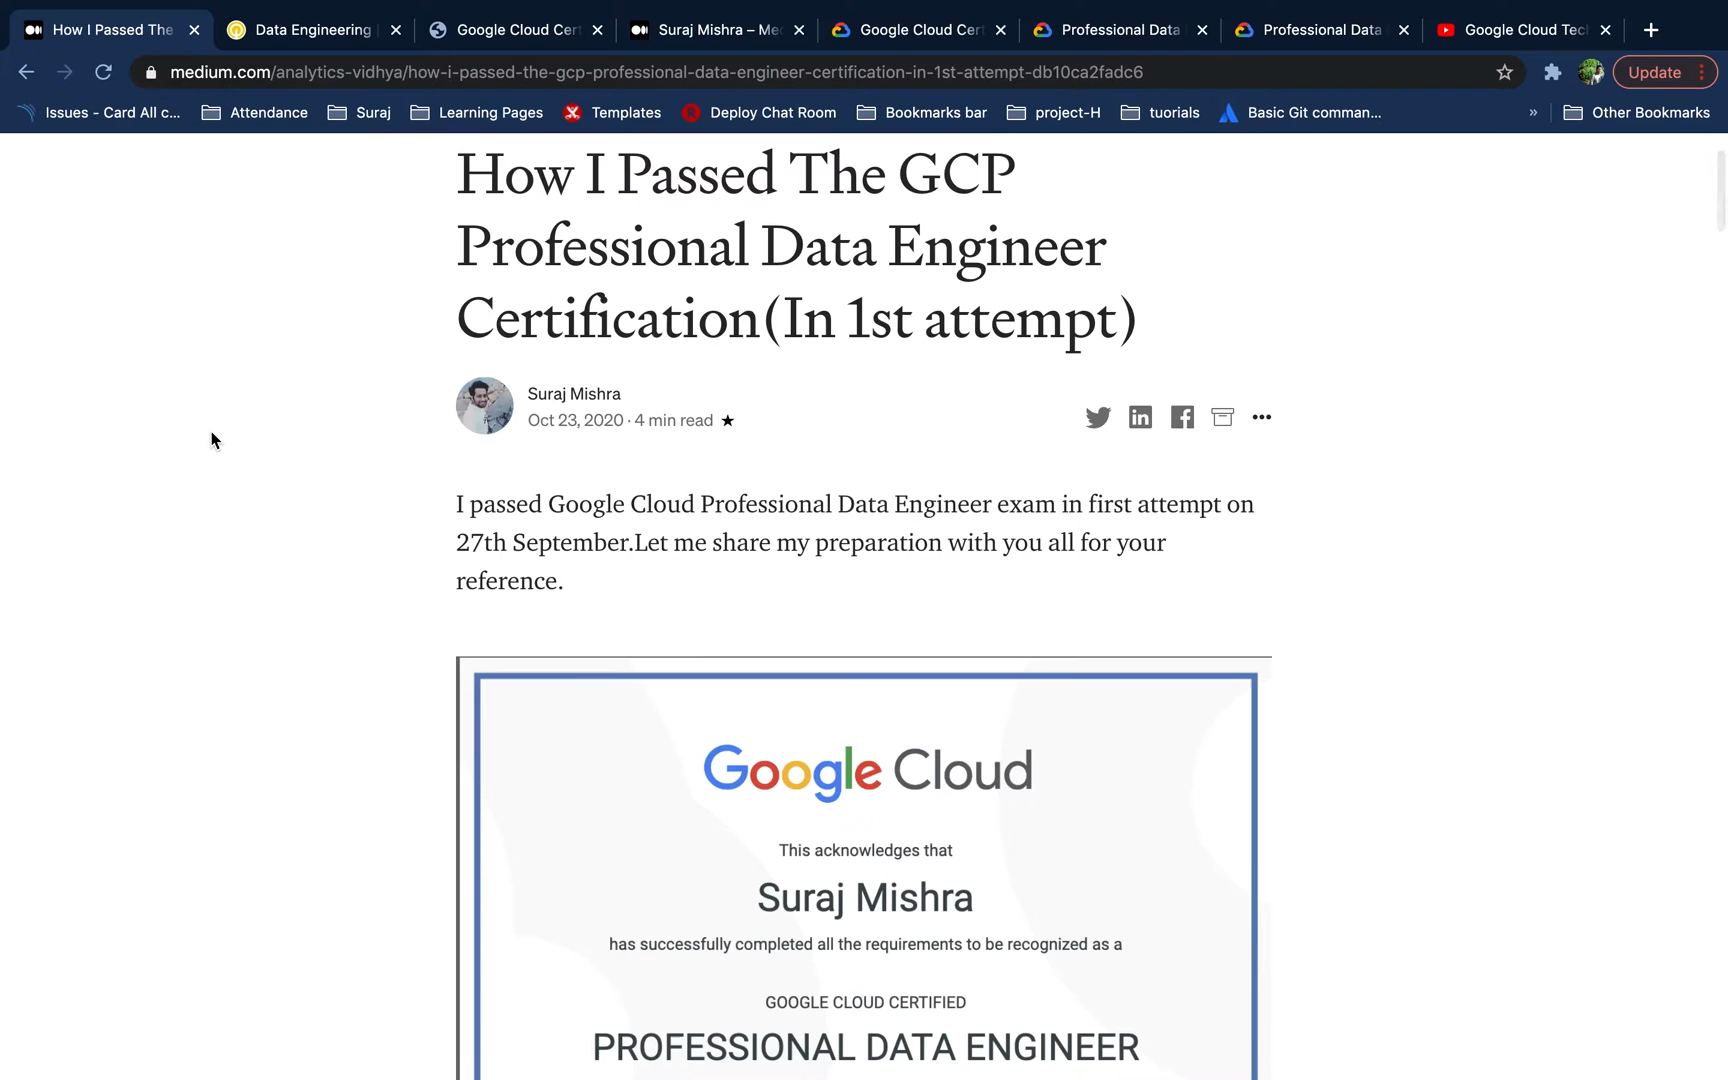 How I Passed The
Data Engineering
Google Cloud Cert
Suraj Mishra – Me
Google Cloud Cert
Professional Data
Professional Data
Google Cloud Tec
medium.com/analytics-vidhya/how-i-passed-the-gcp-professional-data-engineer-certification-in-1st-attempt-db10ca2fadc6
Update
Issues - Card All c...
Attendance
Suraj
Learning Pages
Templates
Deploy Chat Room
Bookmarks bar
project-H
tuorials
Basic Git comman...
»
Other Bookmarks
How I Passed The GCP
Professional Data Engineer
Certification(In 1st attempt)
Suraj Mishra
Oct 23, 2020 · 4 min read ★
I passed Google Cloud Professional Data Engineer exam in first attempt on
27th September.Let me share my preparation with you all for your
reference.
Google Cloud
This acknowledges that
Suraj Mishra
has successfully completed all the requirements to be recognized as a
GOOGLE CLOUD CERTIFIED
PROFESSIONAL DATA ENGINEER